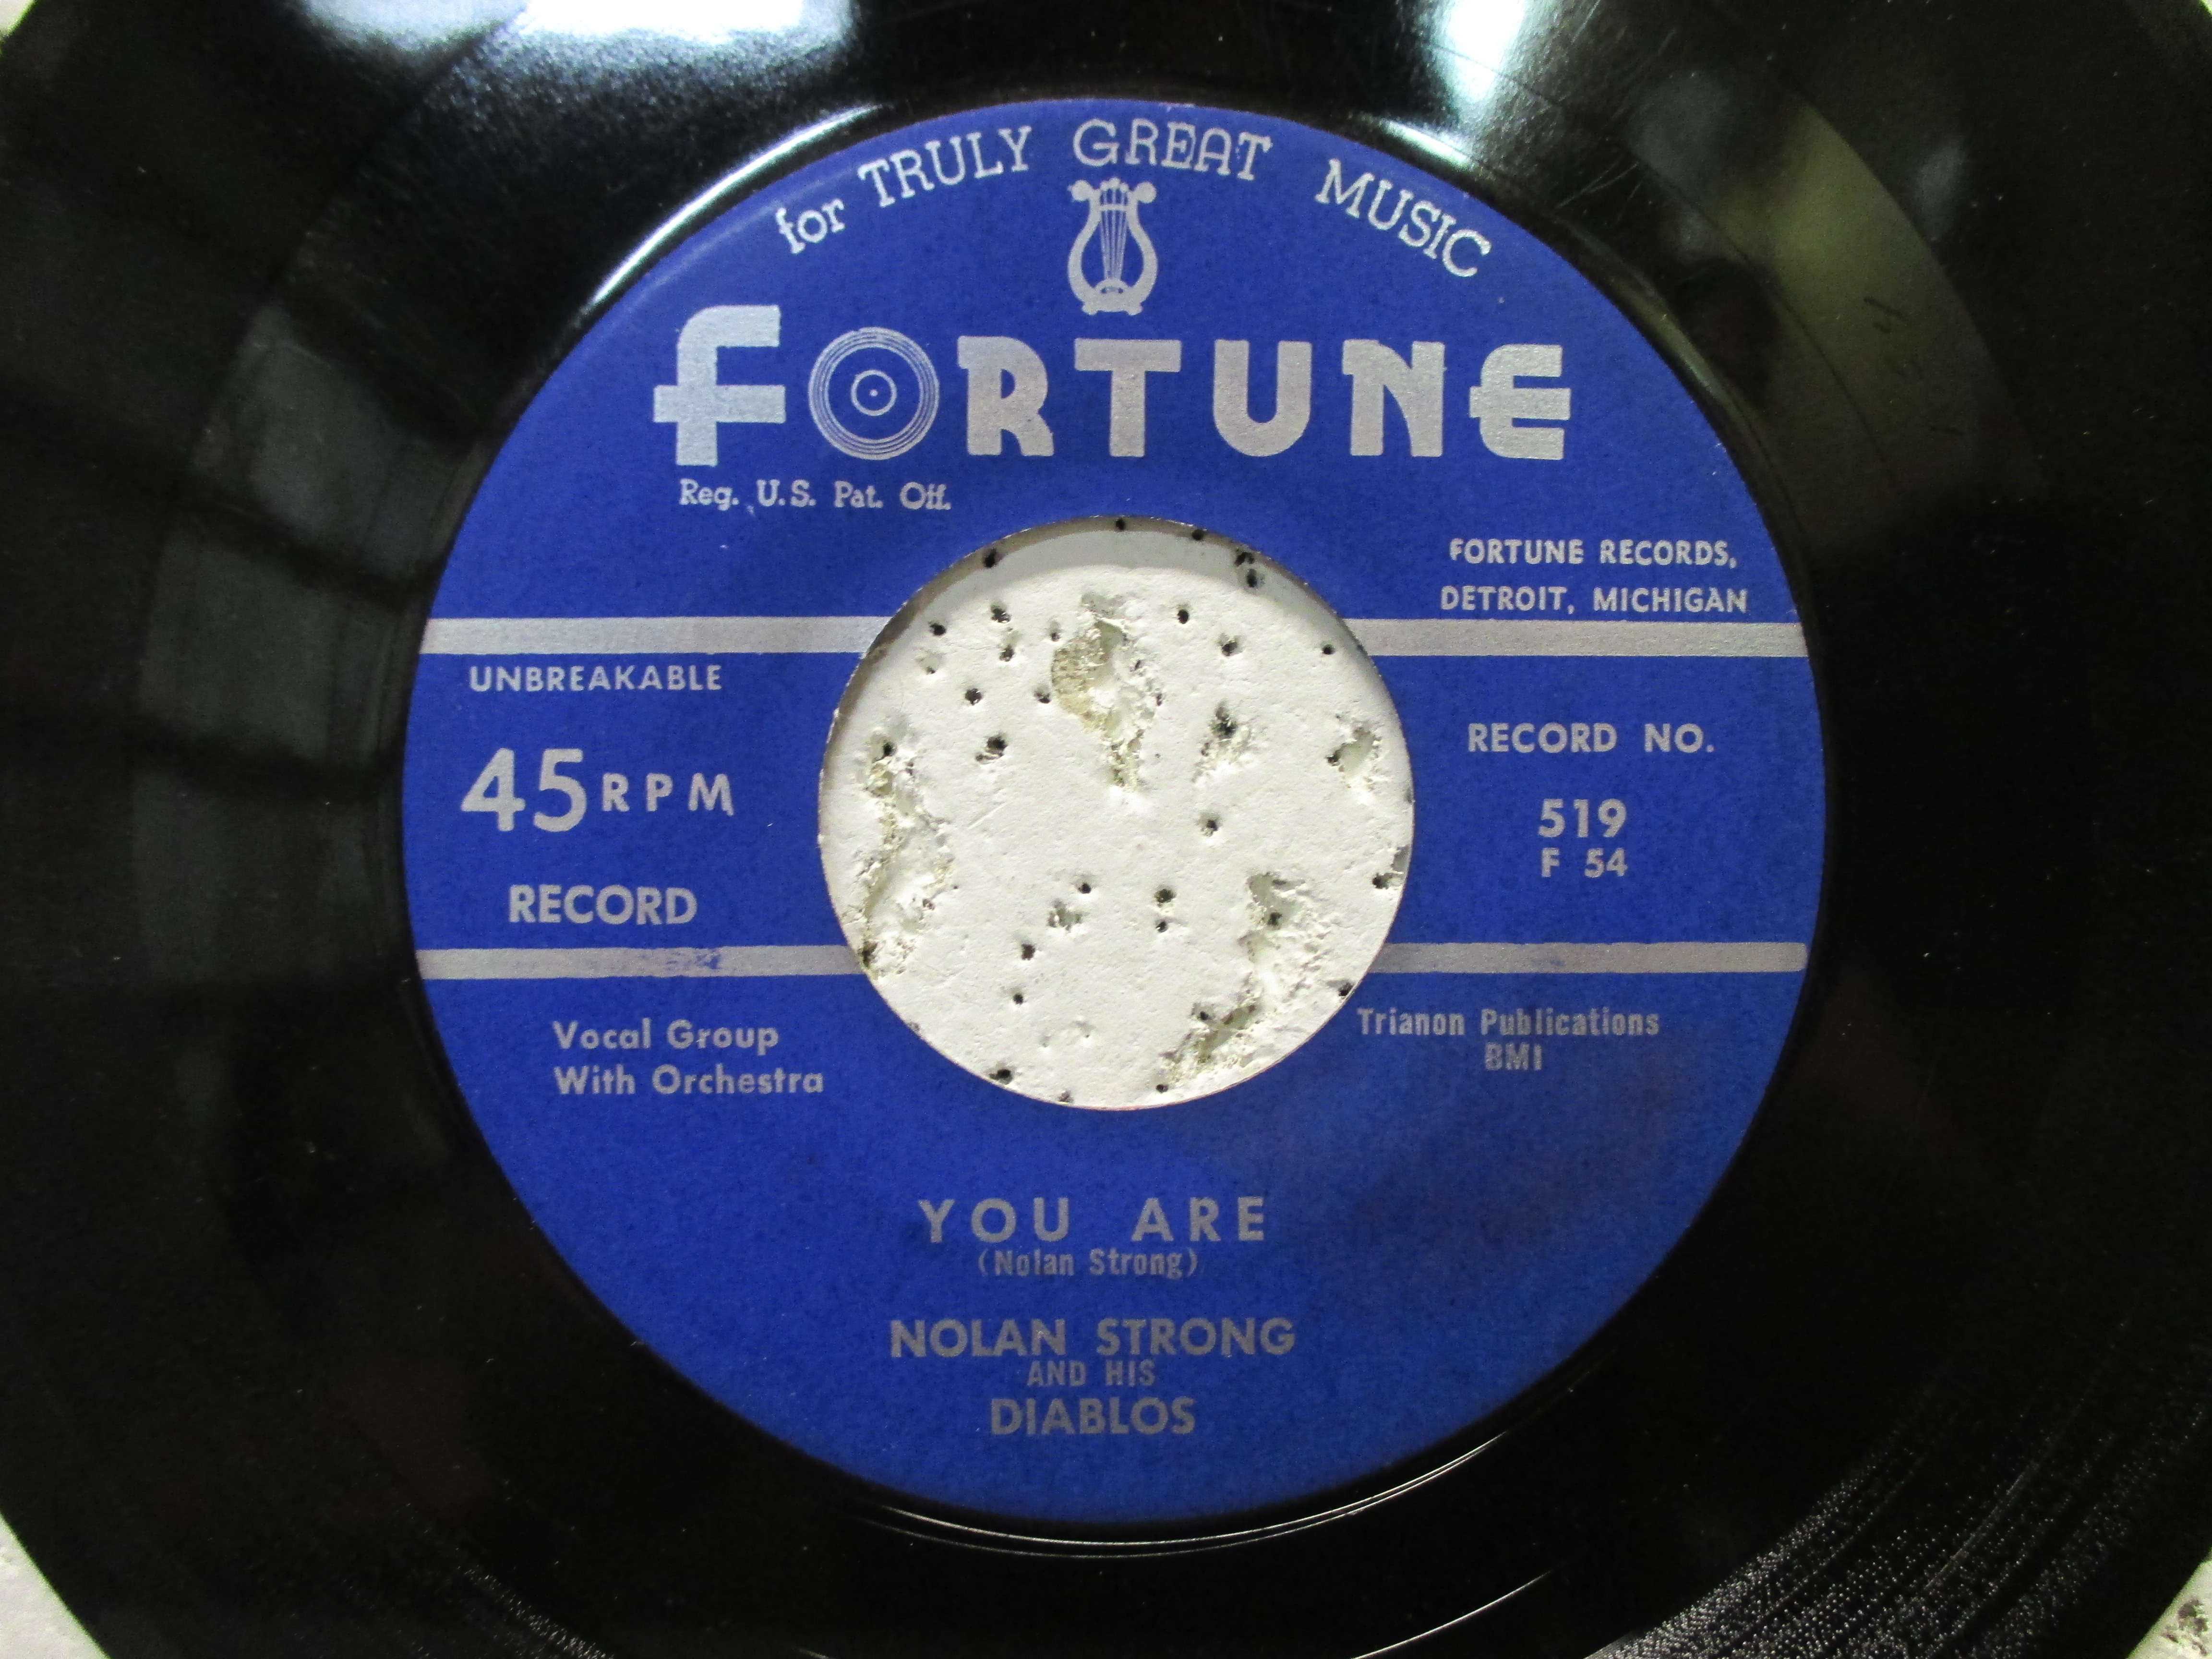 for TRULY GREAT MUSIC
FORTUNE
Reg. U.S. Pat. Off.
FORTUNE RECORDS,
DETROIT, MICHIGAN
UNBREAKABLE
45 RPM
RECORD
RECORD NO.
519
F 54
Vocal Group
With Orchestra
Trianon Publications
BMI
YOU ARE
(Nolan Strong)
NOLAN STRONG
AND HIS
DIABLOS